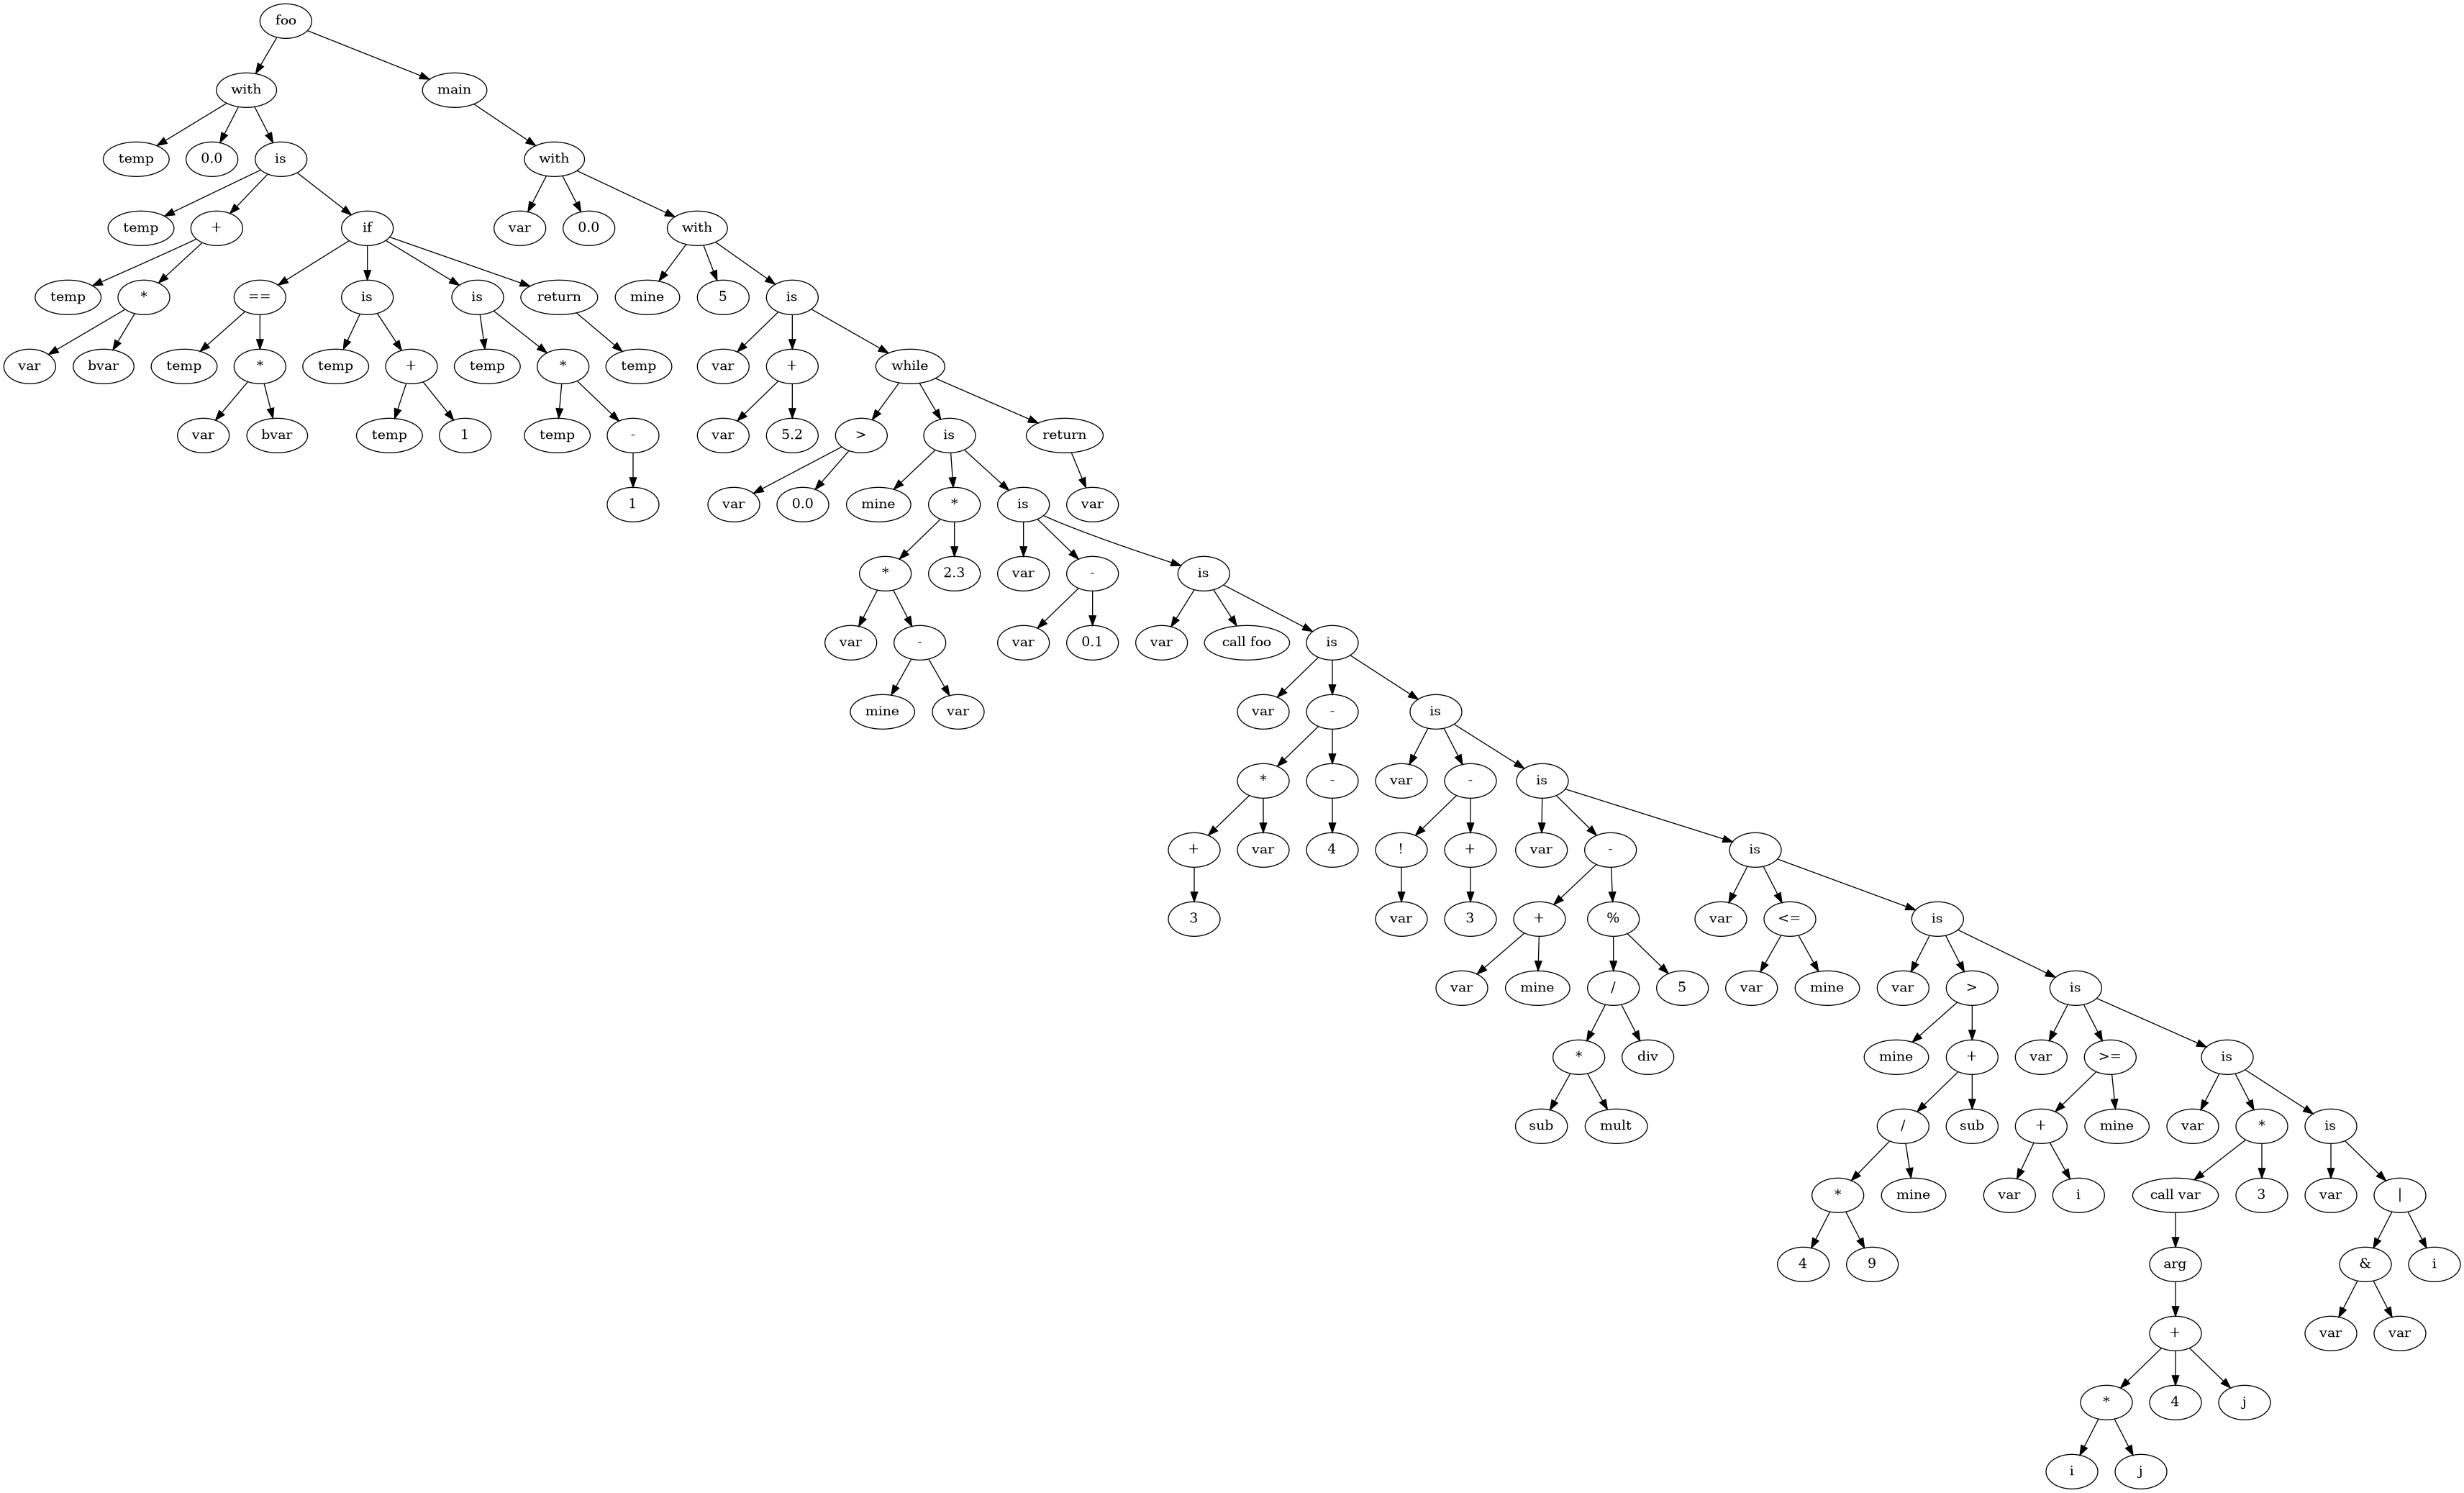 foo
with main
temp 0.0 is with
temp + if var 0.0 with
temp * == is is return mine 5 is
var bvar temp * temp + temp * temp var + while
var bvar temp 1 temp - var 5.2 > is return
1 var 0.0 mine * is var
* 2.3 var - is
var - var 0.1 var call foo is
mine var var - is
* - var - is
+ var 4 ! + var - is
3 var 3 + % var <= is
var mine / 5 var mine var > is
* div mine + var >= is
sub mult / sub + mine var * is
* mine var i call var 3 var |
4 9 arg & i
+ var var
* 4 j
i j